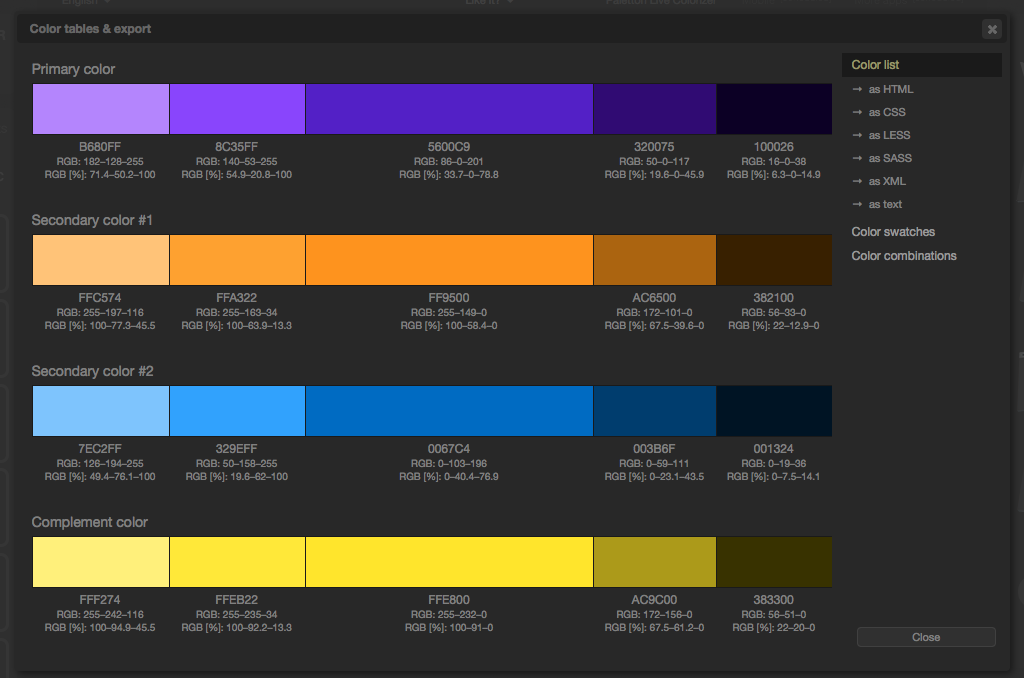 English
Like it?
Paletton Live Colorizer
Color tables & export
Primary color
B680FF 8C35FF 5600C9 320075 100026
RGB: 182–128–255 RGB: 140–53–255 RGB: 86–0–201 RGB: 50–0–117 RGB: 16–0–38
RGB [%]: 71.4–50.2–100 RGB [%]: 54.9–20.8–100 RGB [%]: 33.7–0–78.8 RGB [%]: 19.6–0–45.9 RGB [%]: 6.3–0–14.9
Secondary color #1
FFC574 FFA322 FF9500 AC6500 382100
RGB: 255–197–116 RGB: 255–163–34 RGB: 255–149–0 RGB: 172–101–0 RGB: 56–33–0
RGB [%]: 100–77.3–45.5 RGB [%]: 100–63.9–13.3 RGB [%]: 100–58.4–0 RGB [%]: 67.5–39.6–0 RGB [%]: 22–12.9–0
Secondary color #2
7EC2FF 329EFF 0067C4 003B6F 001324
RGB: 126–194–255 RGB: 50–158–255 RGB: 0–103–196 RGB: 0–59–111 RGB: 0–19–36
RGB [%]: 49.4–76.1–100 RGB [%]: 19.6–62–100 RGB [%]: 0–40.4–76.9 RGB [%]: 0–23.1–43.5 RGB [%]: 0–7.5–14.1
Complement color
FFF274 FFEB22 FFE800 AC9C00 383300
RGB: 255–242–116 RGB: 255–235–34 RGB: 255–232–0 RGB: 172–156–0 RGB: 56–51–0
RGB [%]: 100–94.9–45.5 RGB [%]: 100–92.2–13.3 RGB [%]: 100–91–0 RGB [%]: 67.5–61.2–0 RGB [%]: 22–20–0
Color list
→ as HTML
→ as CSS
→ as LESS
→ as SASS
→ as XML
→ as text
Color swatches
Color combinations
Close